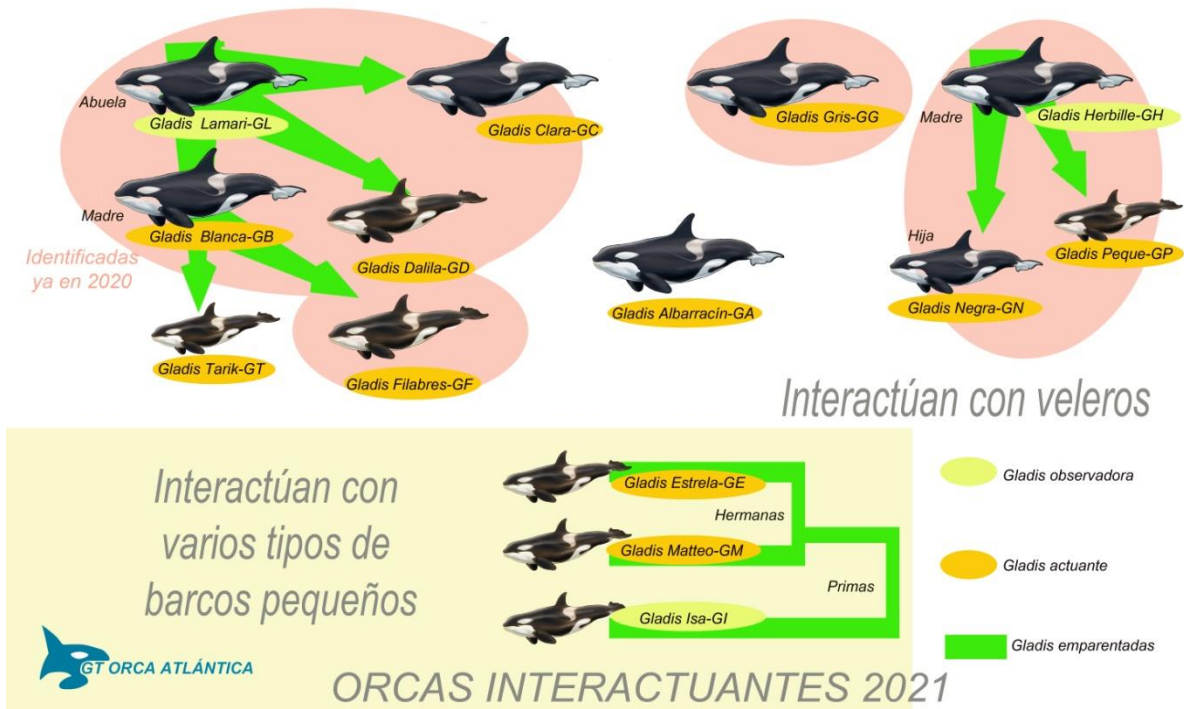 Abuela
Gladis Lamari-GL
Gladis Clara-GC
Madre
Gladis Blanca-GB
Gladis Dalila-GD
Identificadas
ya en 2020
Gladis Tarik-GT
Gladis Filabres-GF
Gladis Gris-GG
Gladis Albarracín-GA
Madre
Gladis Herbille-GH
Hija
Gladis Peque-GP
Gladis Negra-GN
Interactúan con veleros
Interactúan con
varios tipos de
barcos pequeños
Gladis Estrela-GE
Hermanas
Gladis Matteo-GM
Primas
Gladis Isa-GI
Gladis observadora
Gladis actuante
Gladis emparentadas
GT ORCA ATLÁNTICA
ORCAS INTERACTUANTES 2021